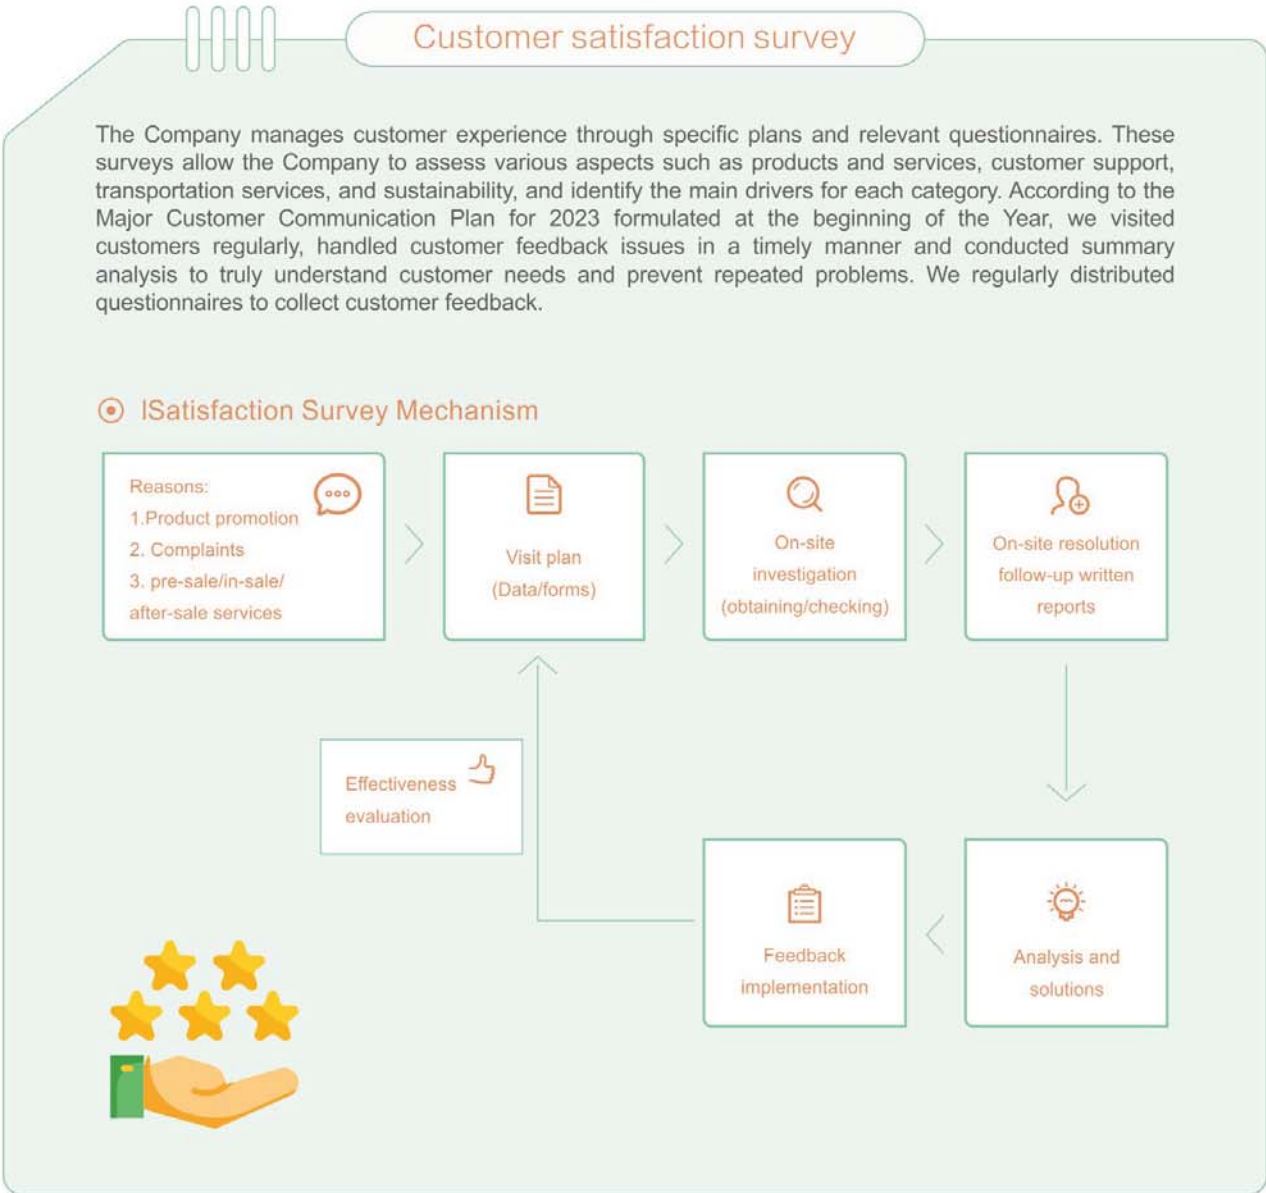 Customer satisfaction survey
The Company manages customer experience through specific plans and relevant questionnaires. These
surveys allow the Company to assess various aspects such as products and services, customer support,
transportation services, and sustainability, and identify the main drivers for each category. According to the
Major Customer Communication Plan for 2023 formulated at the beginning of the Year, we visited
customers regularly, handled customer feedback issues in a timely manner and conducted summary
analysis to truly understand customer needs and prevent repeated problems. We regularly distributed
questionnaires to collect customer feedback.
ISatisfaction Survey Mechanism
Reasons:
1.Product promotion
2. Complaints
3. pre-sale/in-sale/
after-sale services
Visit plan
(Data/forms)
On-site
investigation
(obtaining/checking)
On-site resolution
follow-up written
reports
Effectiveness
evaluation
Feedback
implementation
Analysis and
solutions